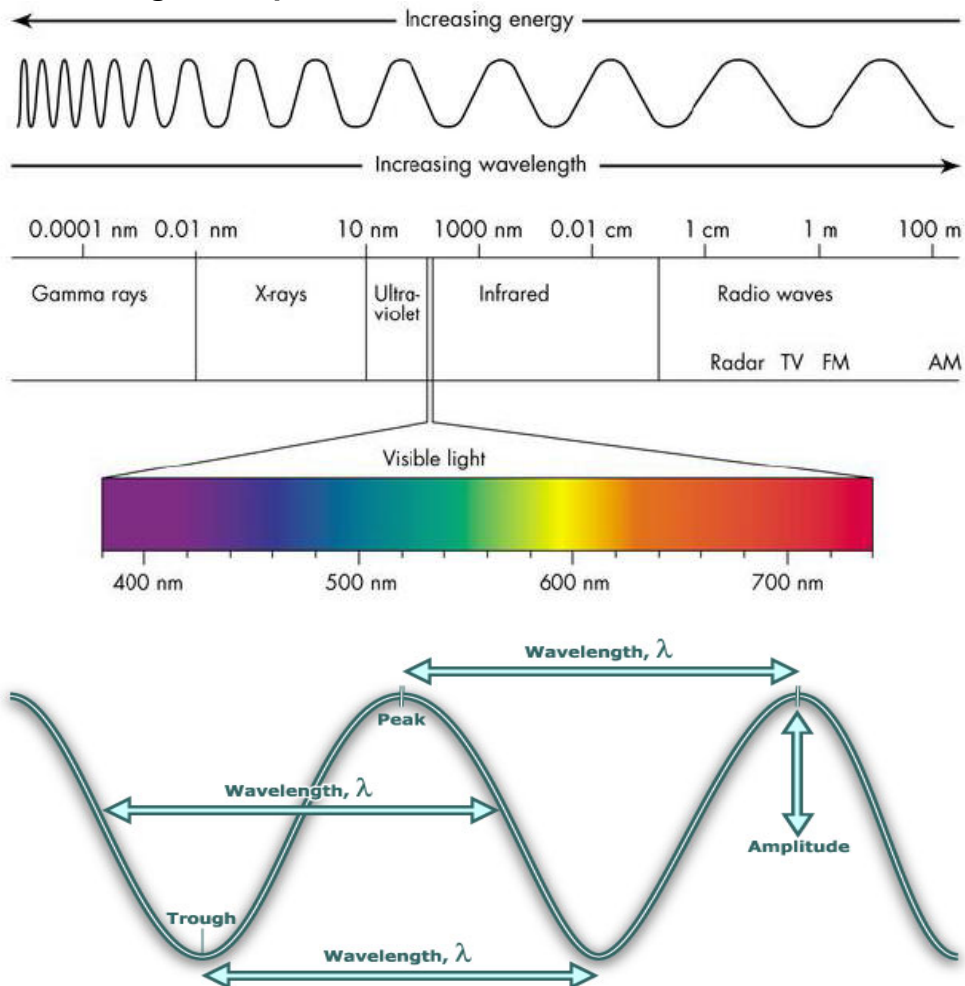 Increasing energy
Increasing wavelength
0.0001 nm 0.01 nm 10 nm 1000 nm 0.01 cm 1 cm 1 m 100 m
Gamma rays X-rays Ultra-
violet Infrared Radio waves
Radar TV FM AM
Visible light
400 nm 500 nm 600 nm 700 nm
Wavelength, λ
Peak
Wavelength, λ
Amplitude
Trough
Wavelength, λ